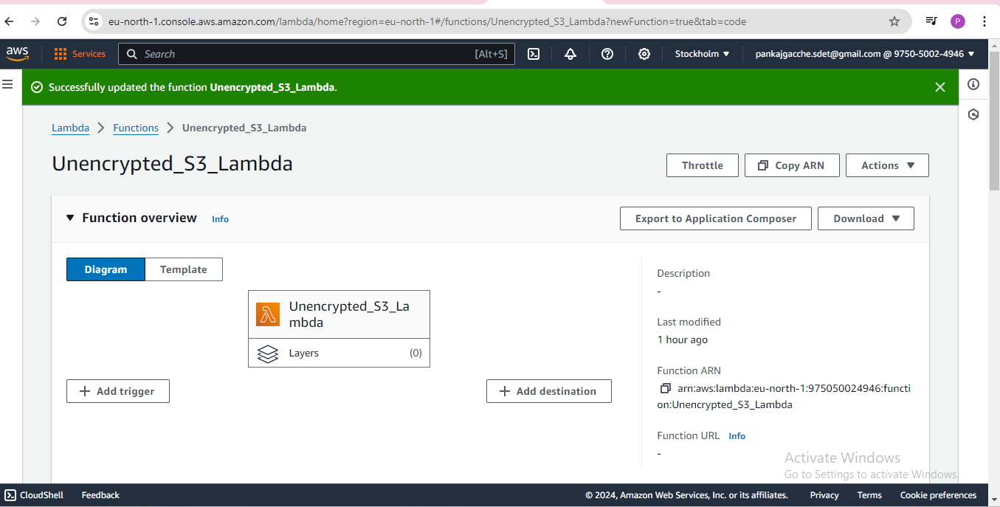 eu-north-1.console.aws.amazon.com/lambda/home?region=eu-north-1#/functions/Unencrypted_S3_Lambda?newFunction=true&tab=code
P
aws
Services
Search
[Alt+S]
Stockholm
pankajgacche.sdet@gmail.com @ 9750-5002-4946
Successfully updated the function Unencrypted_S3_Lambda.
Lambda
Functions
Unencrypted_S3_Lambda
Unencrypted_S3_Lambda
Throttle
Copy ARN
Actions
Function overview
Info
Export to Application Composer
Download
Diagram
Template
Unencrypted_S3_La
mbda
Layers
(0)
Add trigger
Add destination
Description
-
Last modified
1 hour ago
Function ARN
arn:aws:lambda:eu-north-1:975050024946:functi
on:Unencrypted_S3_Lambda
Function URL
Info
-
Activate Windows
Go to Settings to activate Windows.
CloudShell
Feedback
© 2024, Amazon Web Services, Inc. or its affiliates.
Privacy
Terms
Cookie preferences